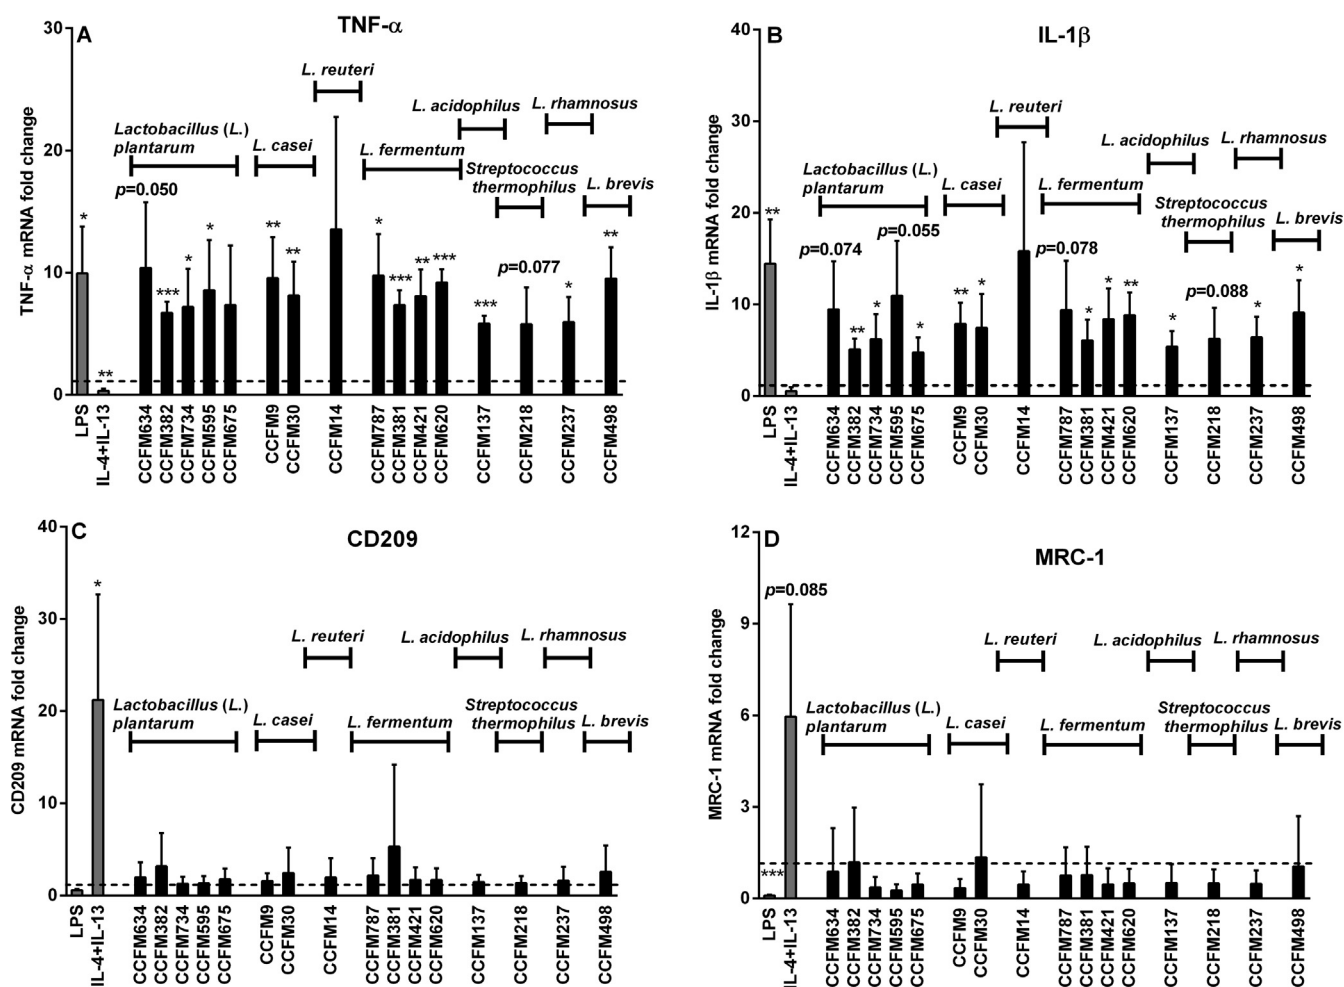 A
TNF-α
TNF-α mRNA fold change
30
20
10
0
Lactobacillus (L.)
plantarum
L. casei
L. reuteri
L. fermentum
L. acidophilus
Streptococcus
thermophilus
L. rhamnosus
L. brevis
*
**
p=0.050
***
*
*
**
**
*
***
**
***
***
p=0.077
*
**
LPS
IL-4+IL-13
CCFM634
CCFM382
CCFM734
CCFM595
CCFM675
CCFM9
CCFM30
CCFM14
CCFM787
CCFM381
CCFM421
CCFM620
CCFM137
CCFM218
CCFM237
CCFM498
B
IL-1β
IL-1β mRNA fold change
40
30
20
10
0
Lactobacillus (L.)
plantarum
L. casei
L. reuteri
L. fermentum
L. acidophilus
Streptococcus
thermophilus
L. rhamnosus
L. brevis
**
p=0.074
**
*
p=0.055
*
**
*
p=0.078
*
*
**
*
p=0.088
*
*
LPS
IL-4+IL-13
CCFM634
CCFM382
CCFM734
CCFM595
CCFM675
CCFM9
CCFM30
CCFM14
CCFM787
CCFM381
CCFM421
CCFM620
CCFM137
CCFM218
CCFM237
CCFM498
C
CD209
CD209 mRNA fold change
40
30
20
10
0
*
Lactobacillus (L.)
plantarum
L. casei
L. reuteri
L. fermentum
L. acidophilus
Streptococcus
thermophilus
L. rhamnosus
L. brevis
LPS
IL-4+IL-13
CCFM634
CCFM382
CCFM734
CCFM595
CCFM675
CCFM9
CCFM30
CCFM14
CCFM787
CCFM381
CCFM421
CCFM620
CCFM137
CCFM218
CCFM237
CCFM498
D
MRC-1
MRC-1 mRNA fold change
12
9
6
3
0
***
p=0.085
Lactobacillus (L.)
plantarum
L. casei
L. reuteri
L. fermentum
L. acidophilus
Streptococcus
thermophilus
L. rhamnosus
L. brevis
LPS
IL-4+IL-13
CCFM634
CCFM382
CCFM734
CCFM595
CCFM675
CCFM9
CCFM30
CCFM14
CCFM787
CCFM381
CCFM421
CCFM620
CCFM137
CCFM218
CCFM237
CCFM498